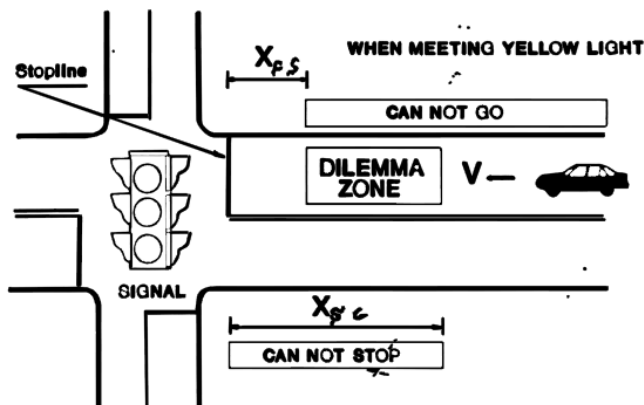 WHEN MEETING YELLOW LIGHT
Stopline
CAN NOT GO
DILEMMA
ZONE
V
SIGNAL
CAN NOT STOP